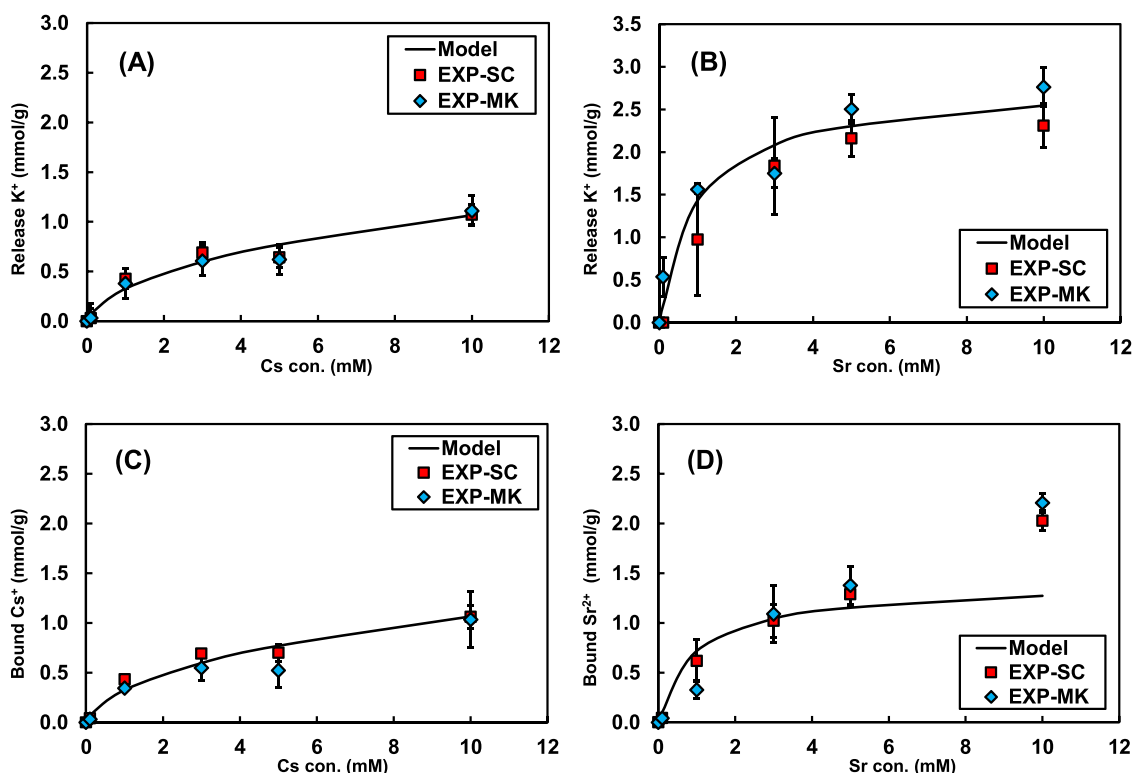 (A)
Model
EXP-SC
EXP-MK
Release K⁺ (mmol/g)
3.0
2.5
2.0
1.5
1.0
0.5
0.0
0 2 4 6 8 10 12
Cs con. (mM)
(B)
Model
EXP-SC
EXP-MK
Release K⁺ (mmol/g)
3.5
3.0
2.5
2.0
1.5
1.0
0.5
0.0
0 2 4 6 8 10 12
Sr con. (mM)
(C)
Model
EXP-SC
EXP-MK
Bound Cs⁺ (mmol/g)
3.0
2.5
2.0
1.5
1.0
0.5
0.0
0 2 4 6 8 10 12
Cs con. (mM)
(D)
Model
EXP-SC
EXP-MK
Bound Sr²⁺ (mmol/g)
3.0
2.5
2.0
1.5
1.0
0.5
0.0
0 2 4 6 8 10 12
Sr con. (mM)